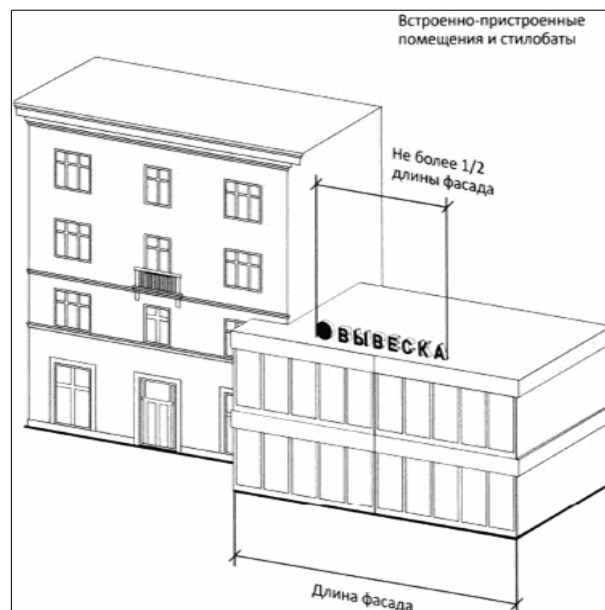 Встроенно-пристроенные
помещения и стилобаты
Не более 1/2
длины фасада
ВЫВЕСКА
Длина фасада